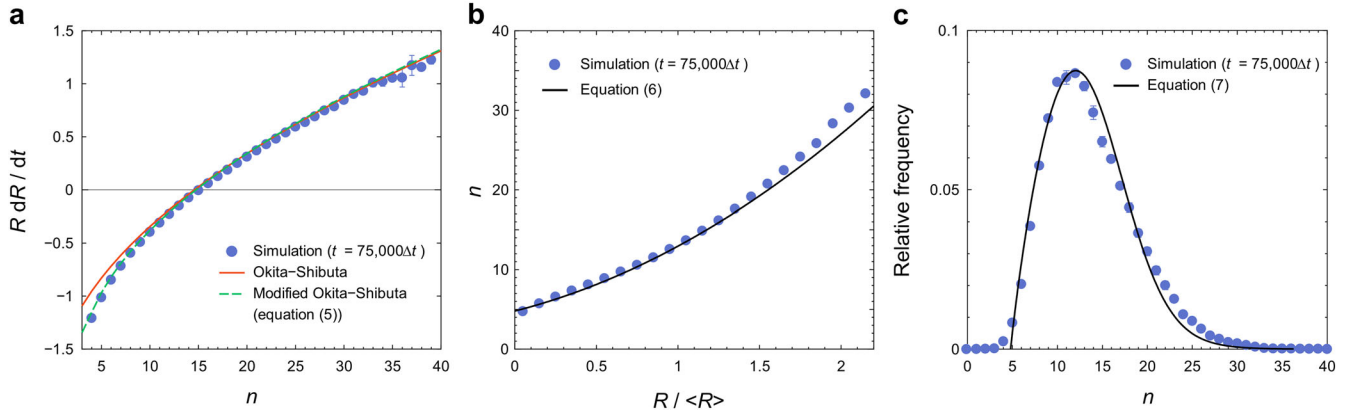 a
1.5
1
0.5
0
−0.5
−1
−1.5
R dR / dt
5 10 15 20 25 30 35 40
n
Simulation (t = 75,000Δt)
Okita−Shibuta
Modified Okita−Shibuta
(equation (5))
b
40
30
20
10
0
n
0 0.5 1 1.5 2
R / <R>
Simulation (t = 75,000Δt)
Equation (6)
c
0.1
0.05
0
Relative frequency
0 5 10 15 20 25 30 35 40
n
Simulation (t = 75,000Δt)
Equation (7)